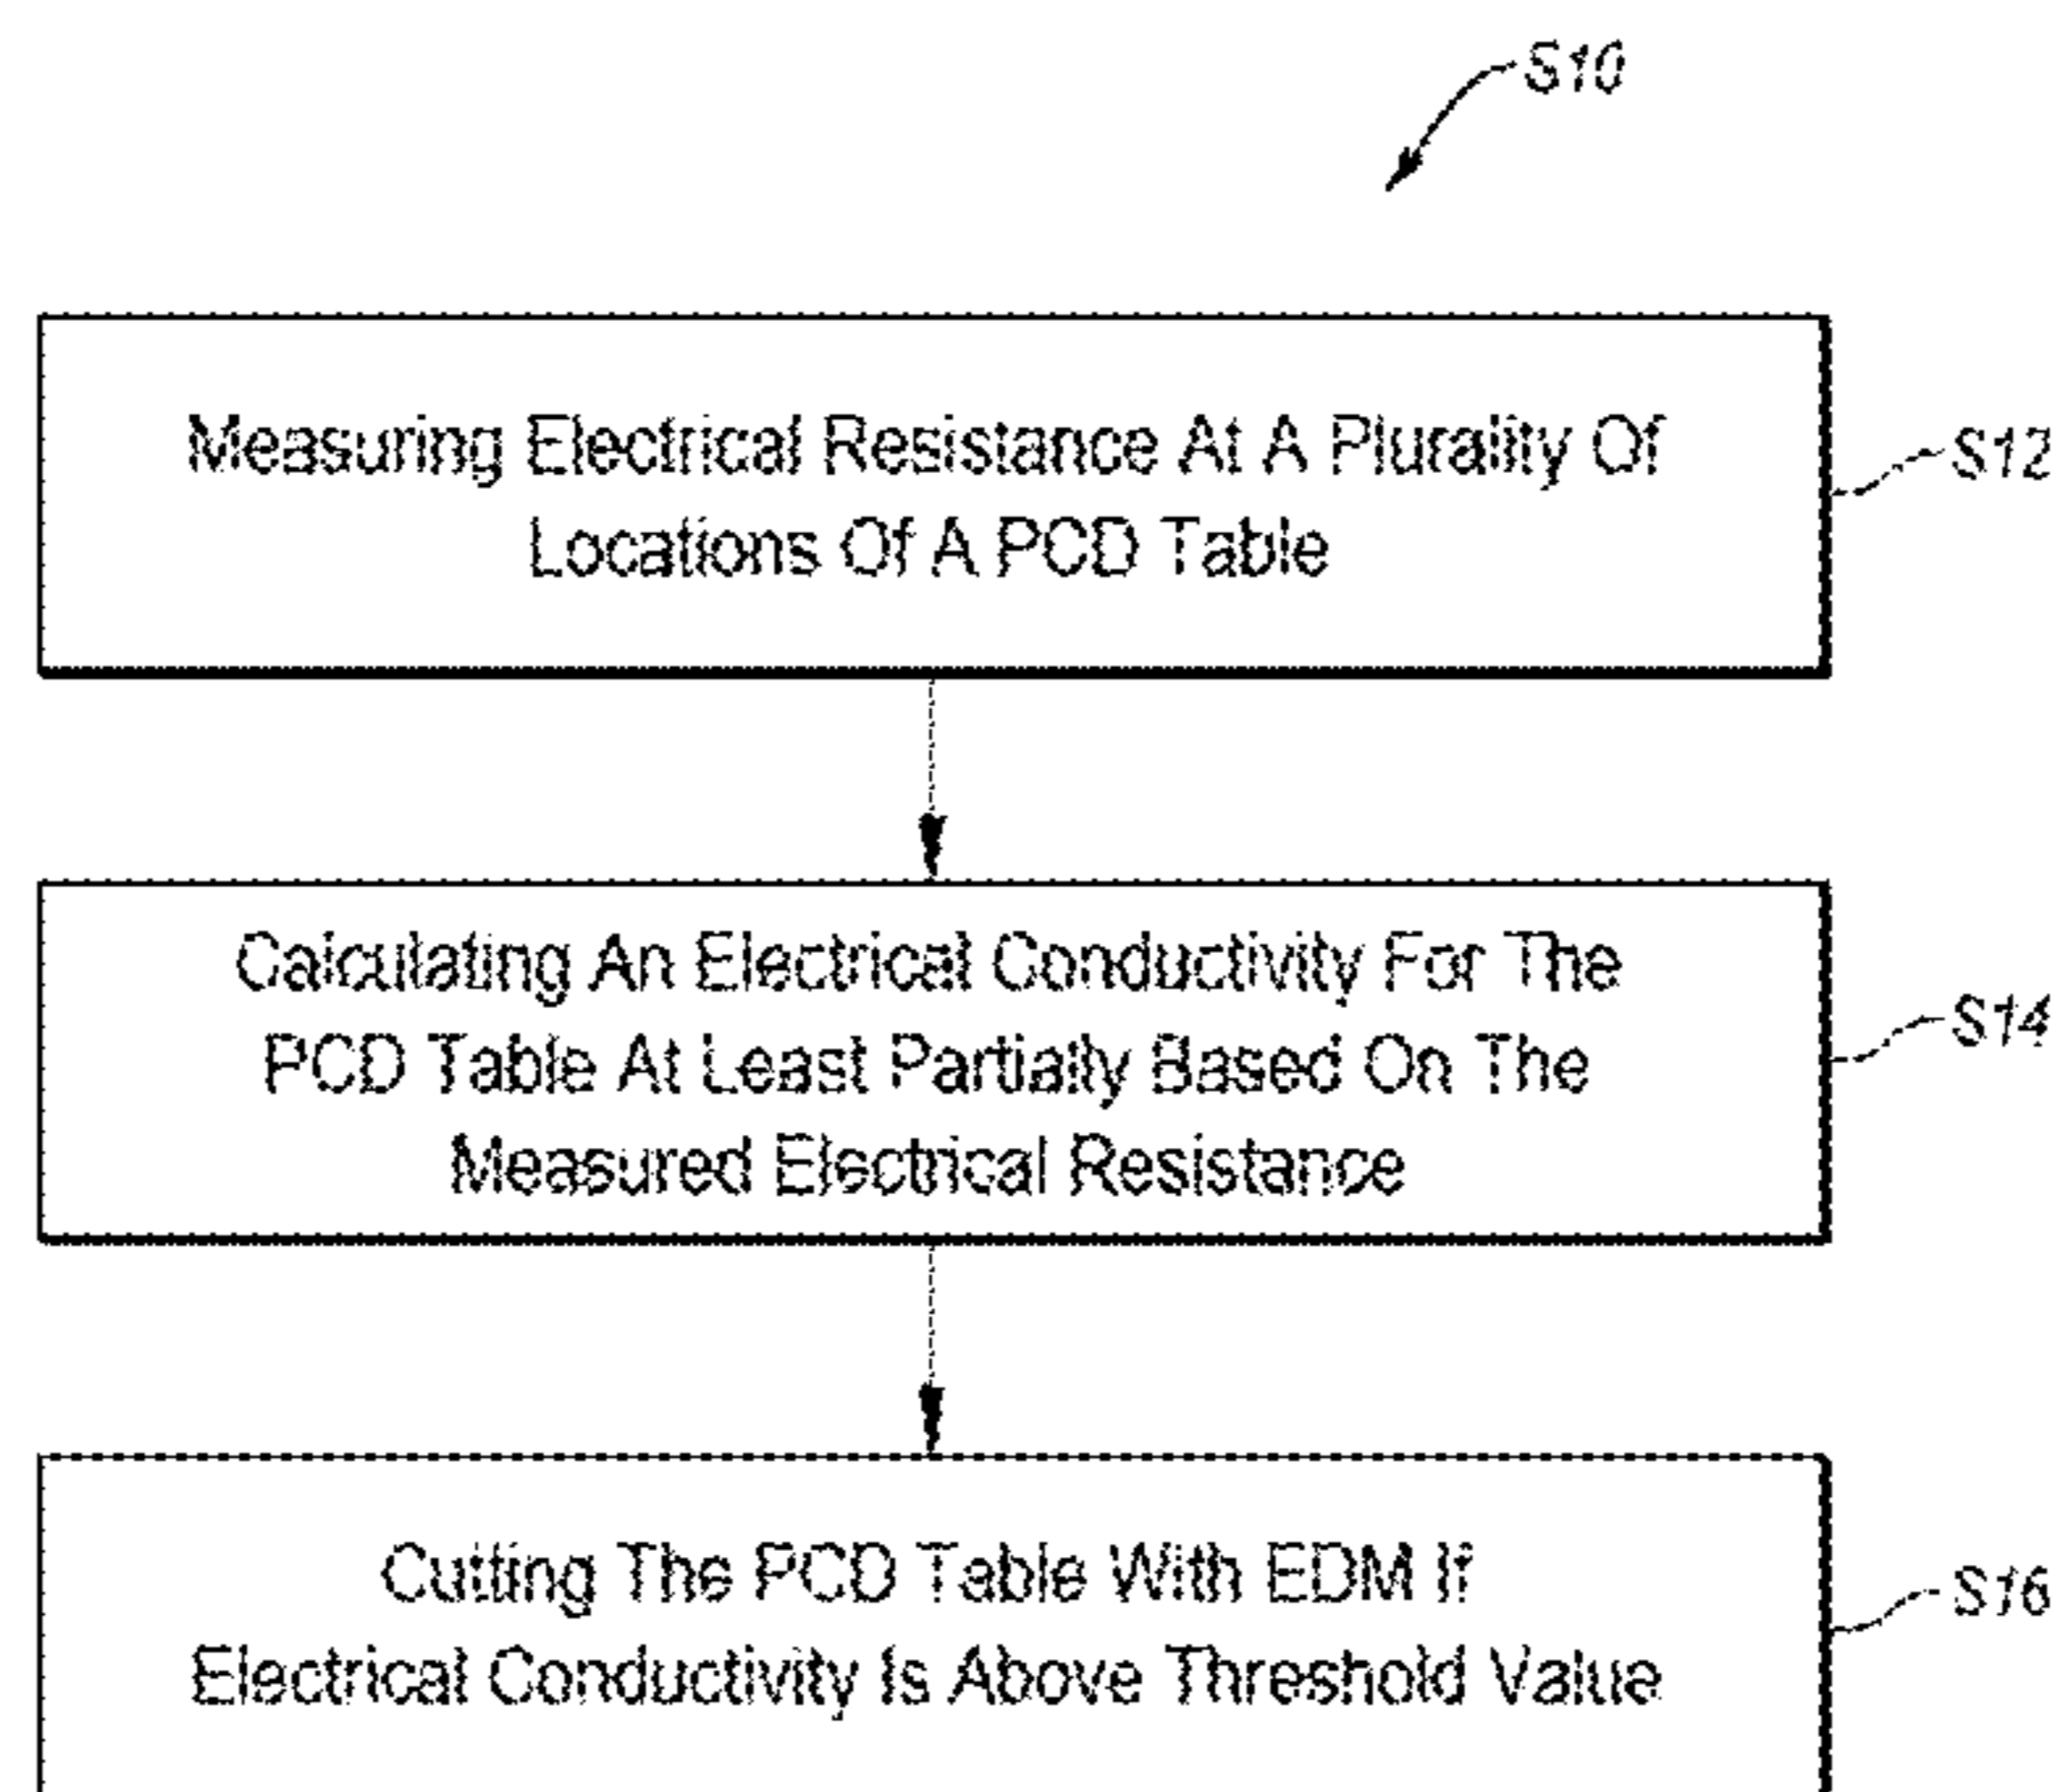 S10
Measuring Electrical Resistance At A Plurality Of
Locations Of A PCD Table
S12
Calculating An Electrical Conductivity For The
PCD Table At Least Partially Based On The
Measured Electrical Resistance
S14
Cutting The PCD Table With EDM If
Electrical Conductivity Is Above Threshold Value
S16